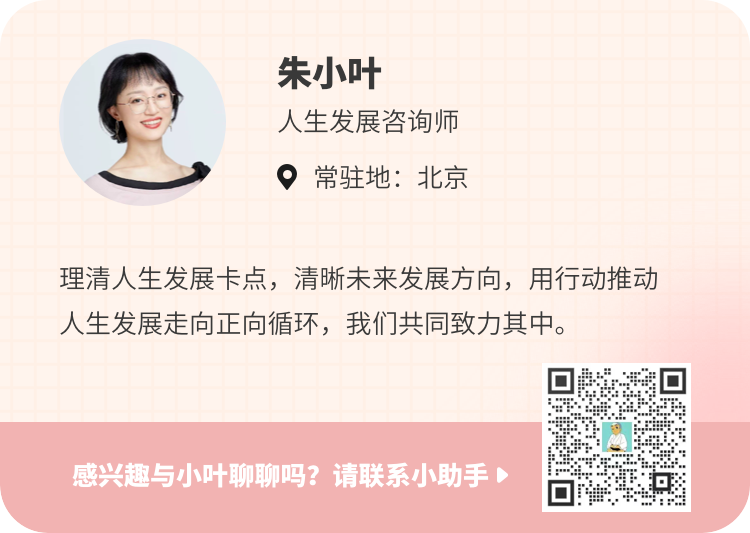 朱小叶
人生发展咨询师
常驻地：北京
理清人生发展卡点，清晰未来发展方向，用行动推动
人生发展走向正向循环，我们共同致力其中。
感兴趣与小叶聊聊吗？请联系小助手